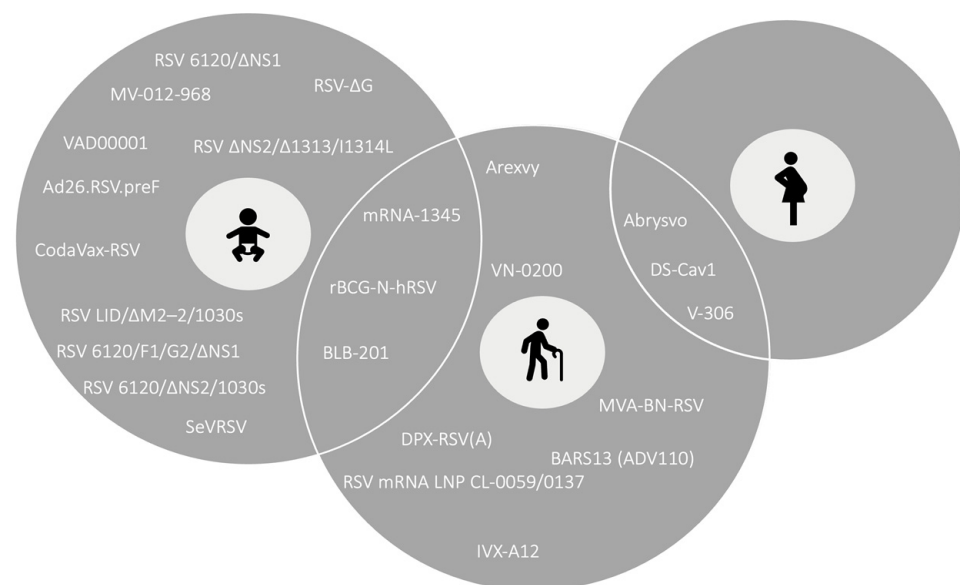 RSV 6120/ΔNS1
RSV-ΔG
MV-012-968
VAD00001
RSV ΔNS2/Δ1313/I1314L
Ad26.RSV.preF
CodaVax-RSV
RSV LID/ΔM2–2/1030s
RSV 6120/F1/G2/ΔNS1
RSV 6120/ΔNS2/1030s
SeVRSV
mRNA-1345
rBCG-N-hRSV
BLB-201
Arexvy
VN-0200
MVA-BN-RSV
DPX-RSV(A)
BARS13 (ADV110)
RSV mRNA LNP CL-0059/0137
IVX-A12
Abrysvo
DS-Cav1
V-306